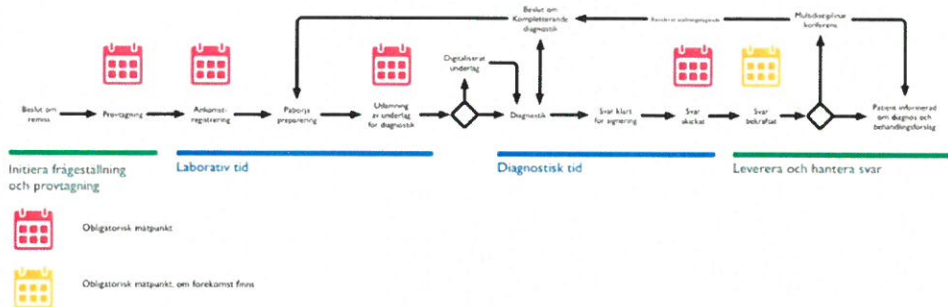 Beslut om
Kompletterande
diagnostik
Multidisciplinär
konferens
Digitaliserat
underlag
Beslut om
remiss
Provtagning
Ankomst-
registrering
Påbörja
preparering
Utlämning
av underlag
för diagnostik
Diagnostik
Svar klart
för signering
Svar
skickat
Svar
bekräftat
Patient informerad
om diagnos och
behandlingsförslag
Initiera frågeställning
och provtagning
Laborativ tid
Diagnostisk tid
Leverera och hantera svar
Obligatorisk mätpunkt
Obligatorisk mätpunkt, om förekomst finns